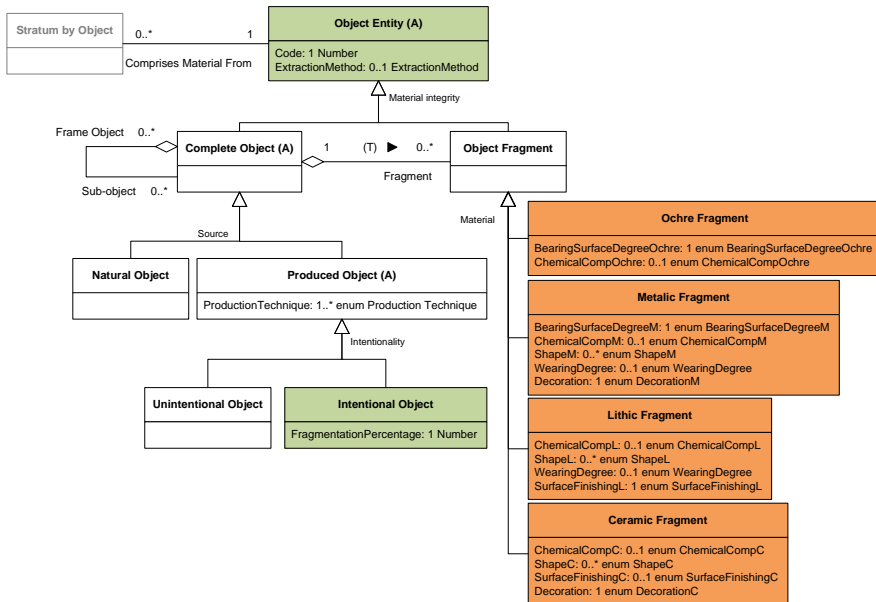 Stratum by Object
0..*
1
Comprises Material From
Object Entity (A)
Code: 1 Number
ExtractionMethod: 0..1 ExtractionMethod
Material integrity
Frame Object 0..*
Complete Object (A)
1 (T) ► 0..*
Fragment
Object Fragment
Sub-object 0..*
Source
Material
Natural Object
Produced Object (A)
ProductionTechnique: 1..* enum Production Technique
Intentionality
Unintentional Object
Intentional Object
FragmentationPercentage: 1 Number
Ochre Fragment
BearingSurfaceDegreeOchre: 1 enum BearingSurfaceDegreeOchre
ChemicalCompOchre: 0..1 enum ChemicalCompOchre
Metalic Fragment
BearingSurfaceDegreeM: 1 enum BearingSurfaceDegreeM
ChemicalCompM: 0..1 enum ChemicalCompM
ShapeM: 0..* enum ShapeM
WearingDegree: 0..1 enum WearingDegree
Decoration: 1 enum DecorationM
Lithic Fragment
ChemicalCompL: 0..1 enum ChemicalCompL
ShapeL: 0..* enum ShapeL
WearingDegree: 0..1 enum WearingDegree
SurfaceFinishingL: 1 enum SurfaceFinishingL
Ceramic Fragment
ChemicalCompC: 0..1 enum ChemicalCompC
ShapeC: 0..* enum ShapeC
SurfaceFinishingC: 0..1 enum SurfaceFinishingC
Decoration: 1 enum DecorationC